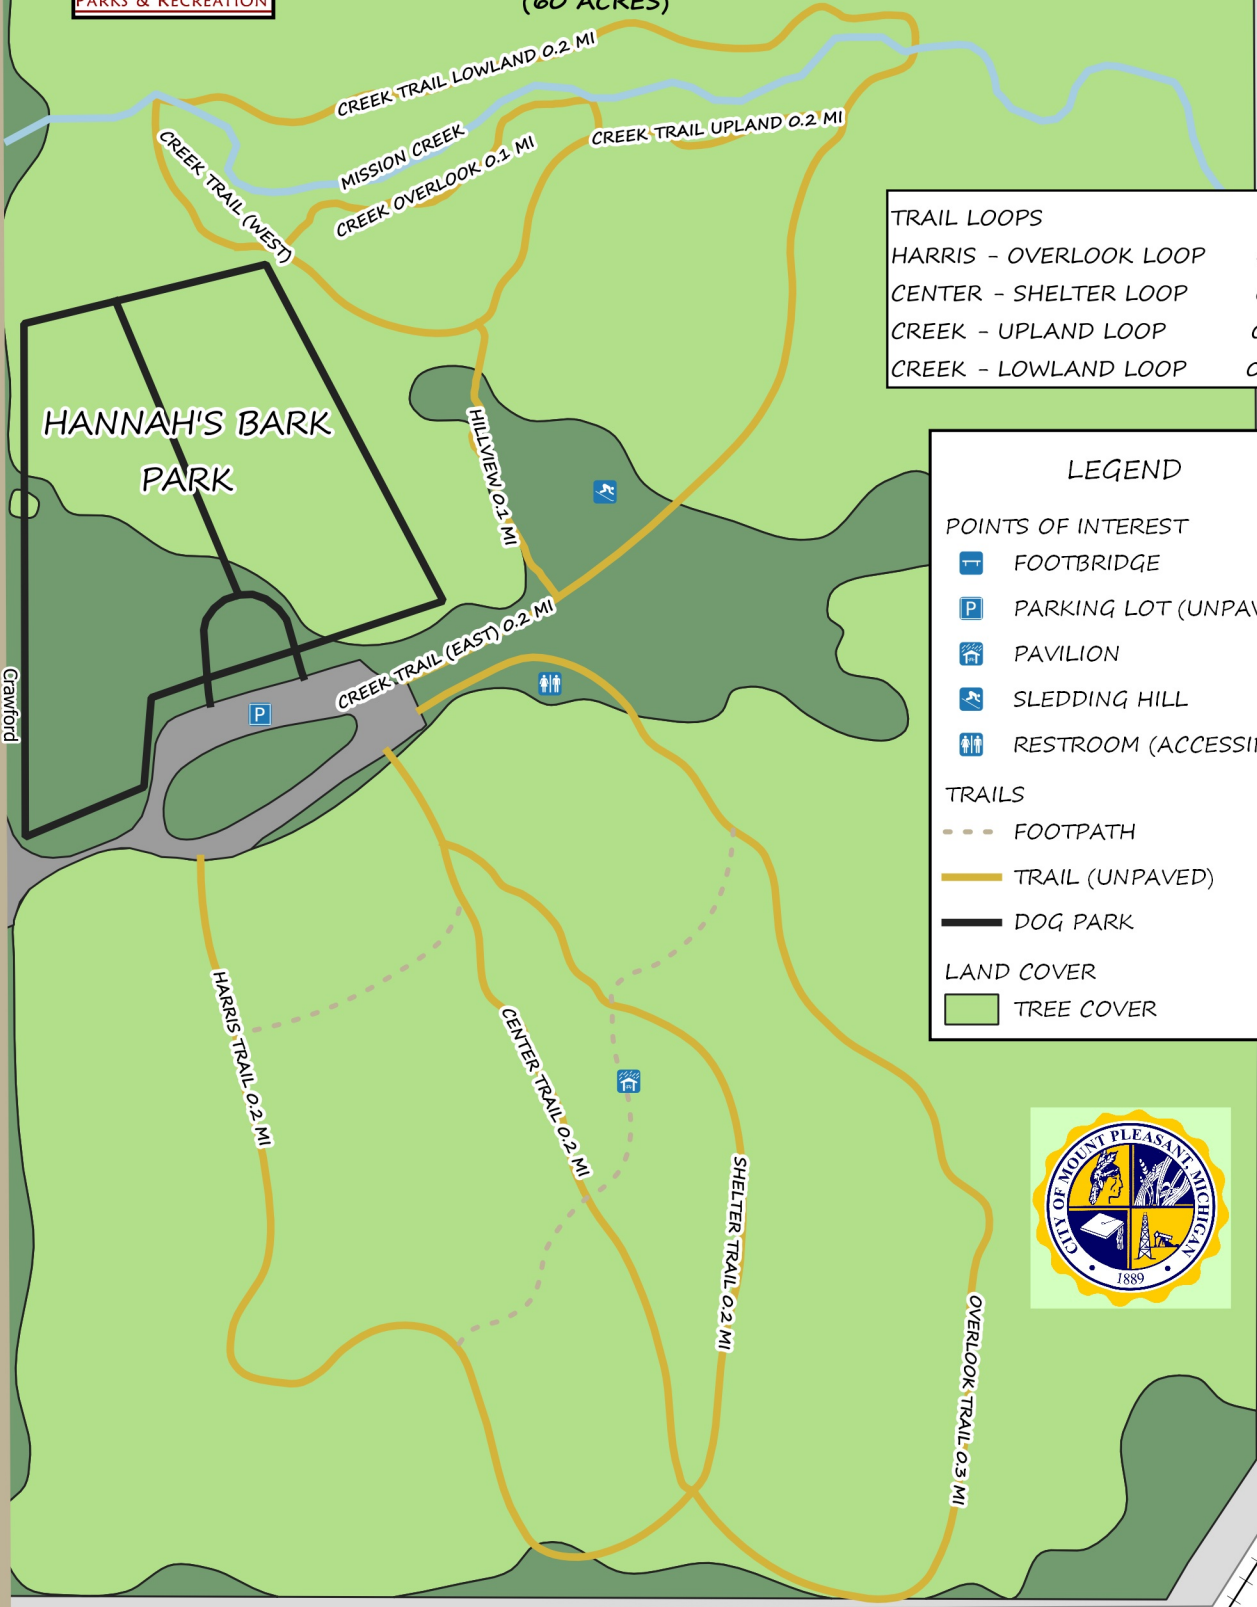 PARKS & RECREATION
(60 ACRES)
CREEK TRAIL LOWLAND 0.2 MI
MISSION CREEK
CREEK TRAIL UPLAND 0.2 MI
CREEK OVERLOOK 0.1 MI
CREEK TRAIL (WEST)
TRAIL LOOPS
HARRIS - OVERLOOK LOOP
CENTER - SHELTER LOOP
CREEK - UPLAND LOOP
CREEK - LOWLAND LOOP
HANNAH'S BARK
PARK
HILLVIEW 0.1 MI
CREEK TRAIL (EAST) 0.2 MI
Crawford
P
LEGEND
POINTS OF INTEREST
FOOTBRIDGE
P PARKING LOT (UNPAV
PAVILION
SLEDDING HILL
RESTROOM (ACCESSI
TRAILS
FOOTPATH
TRAIL (UNPAVED)
DOG PARK
LAND COVER
TREE COVER
HARRIS TRAIL 0.2 MI
CENTER TRAIL 0.2 MI
SHELTER TRAIL 0.2 MI
OVERLOOK TRAIL 0.3 MI
CITY OF MOUNT PLEASANT, MICHIGAN
1889